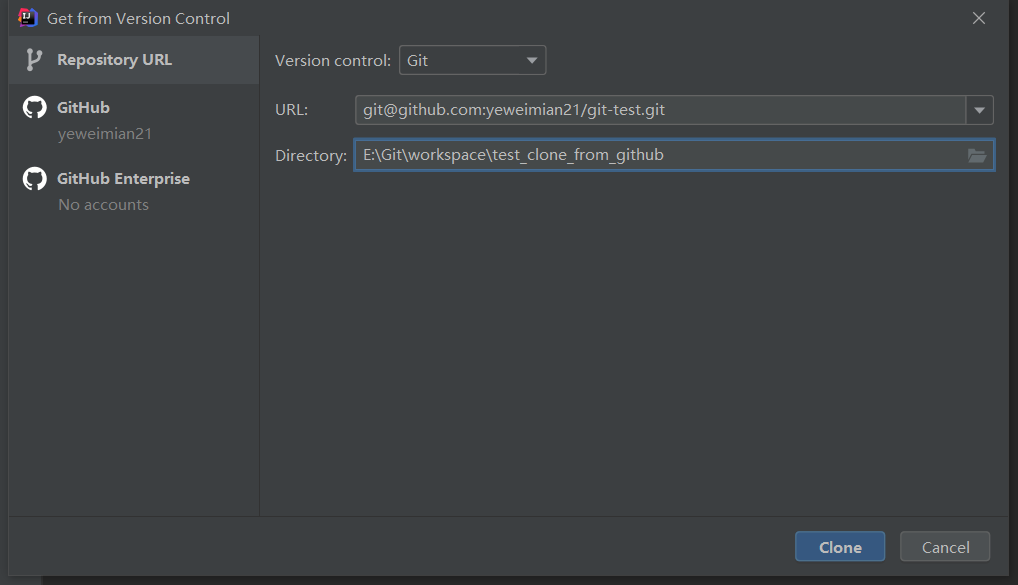 Get from Version Control
Repository URL
GitHub
yeweimian21
GitHub Enterprise
No accounts
Version control: Git
URL: git@github.com:yeweimian21/git-test.git
Directory: E:\Git\workspace\test_clone_from_github
Clone Cancel